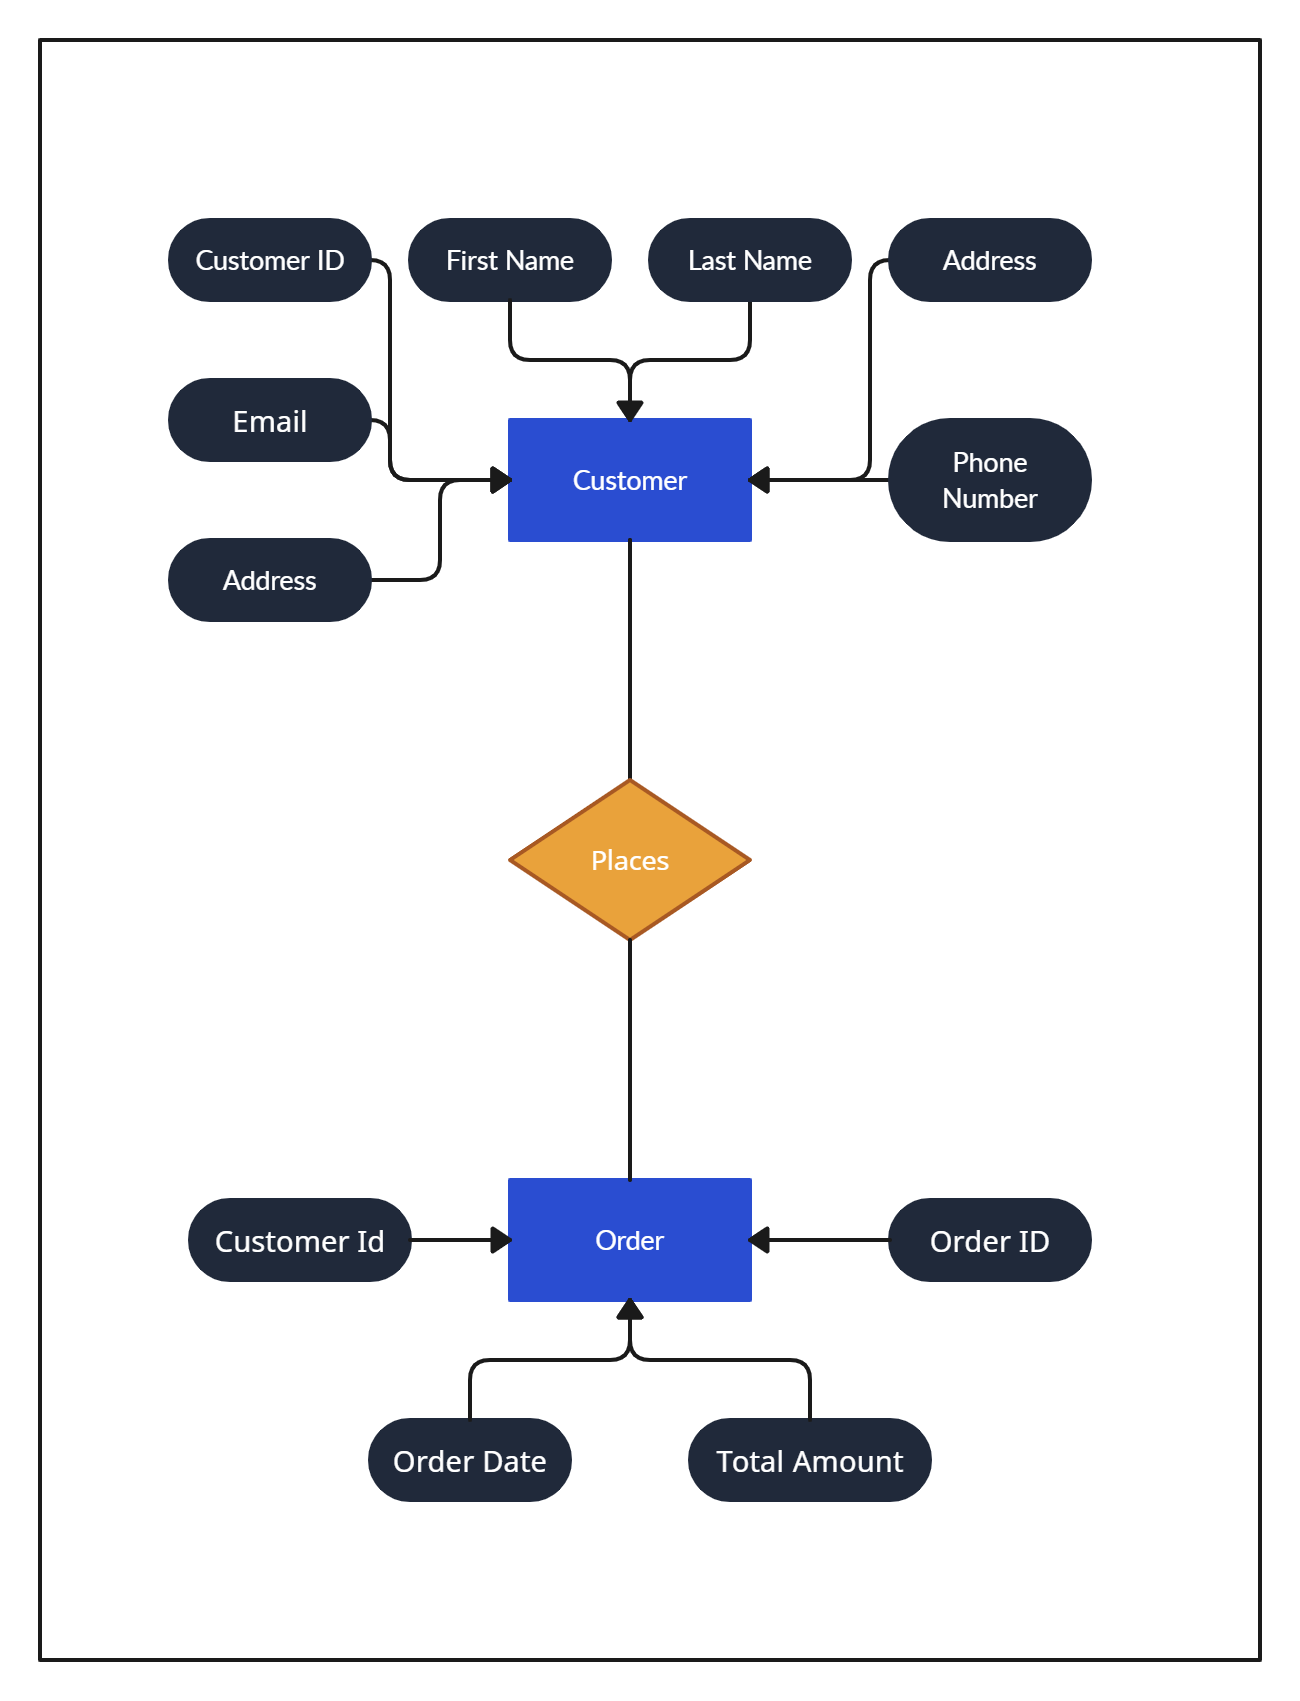 Customer ID
First Name
Last Name
Address
Email
Phone
Number
Customer
Address
Places
Customer Id
Order
Order ID
Order Date
Total Amount